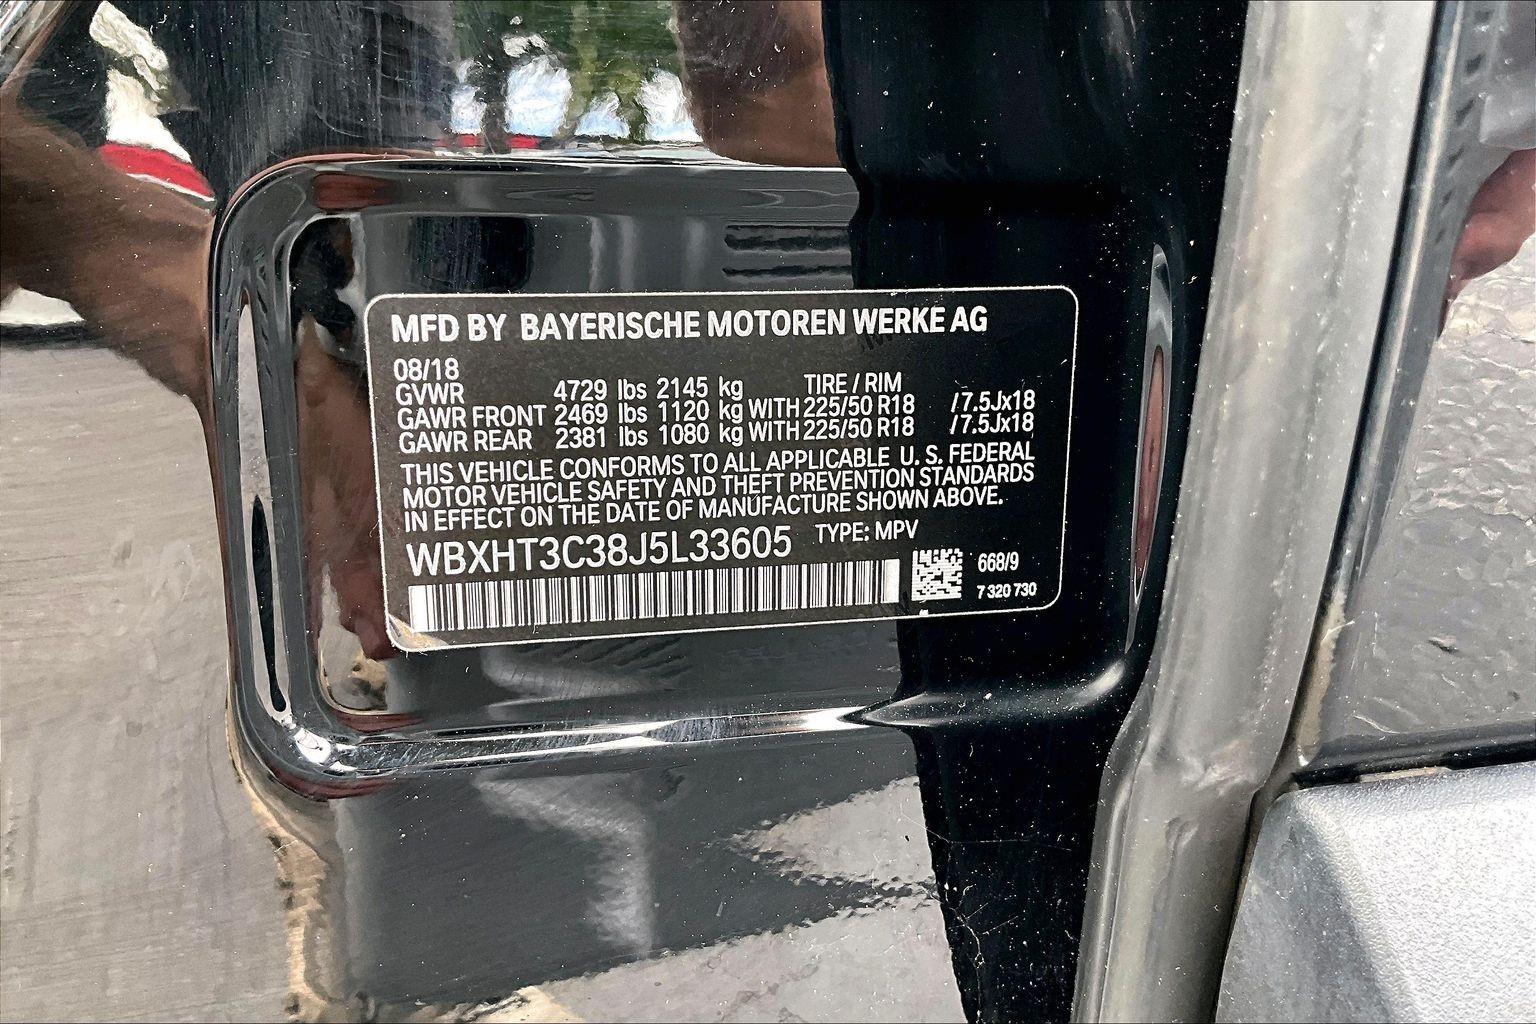 MFD BY BAYERISCHE MOTOREN WERKE AG
08/18
GVWR 4729 lbs 2145 kg TIRE / RIM
GAWR FRONT 2469 lbs 1120 kg WITH 225/50 R18 /7.5Jx18
GAWR REAR 2381 lbs 1080 kg WITH 225/50 R18 /7.5Jx18
THIS VEHICLE CONFORMS TO ALL APPLICABLE U. S. FEDERAL
MOTOR VEHICLE SAFETY AND THEFT PREVENTION STANDARDS
IN EFFECT ON THE DATE OF MANUFACTURE SHOWN ABOVE.
WBXHT3C38J5L33605 TYPE: MPV
668/9
7 320 730